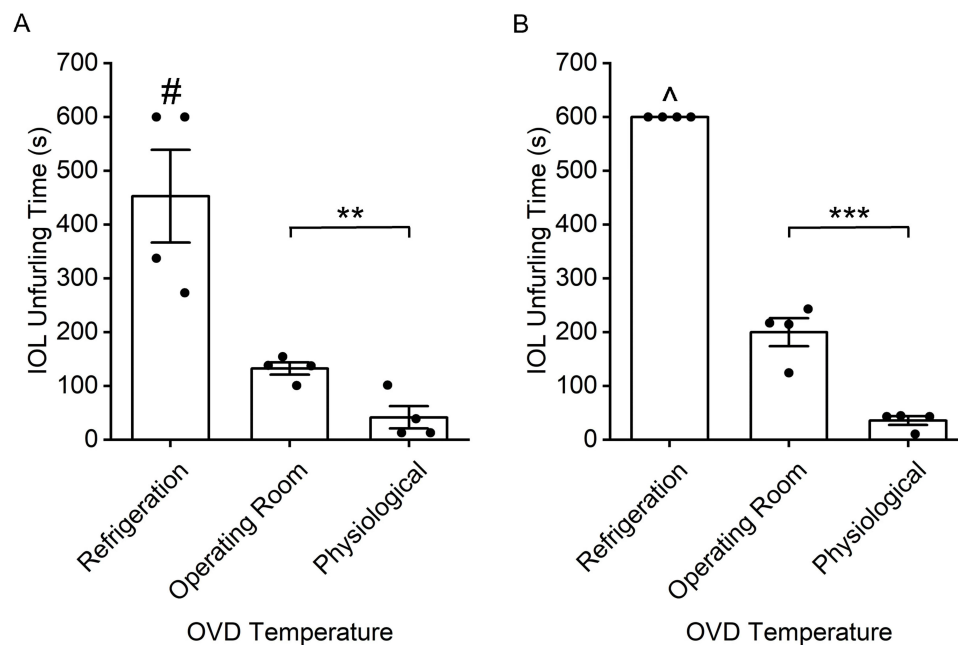 A
IOL Unfurling Time (s)
700
600
500
400
300
200
100
0
#
**
Refrigeration
Operating Room
Physiological
OVD Temperature
B
IOL Unfurling Time (s)
700
600
500
400
300
200
100
0
^
***
Refrigeration
Operating Room
Physiological
OVD Temperature